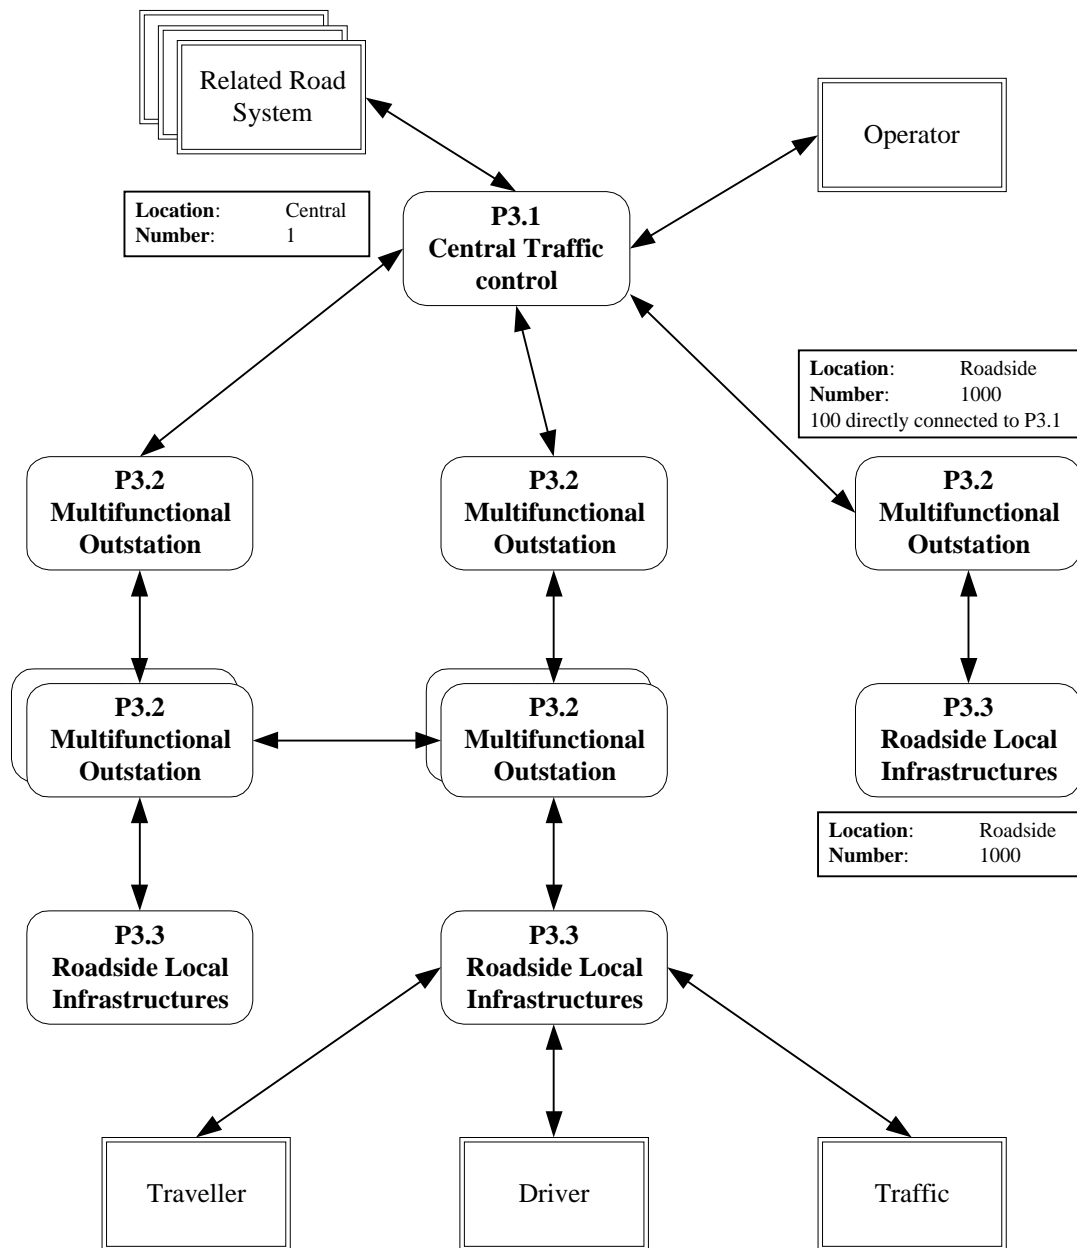 Related Road
System
Operator
Location: Central
Number: 1
P3.1
Central Traffic
control
Location: Roadside
Number: 1000
100 directly connected to P3.1
P3.2
Multifunctional
Outstation
P3.2
Multifunctional
Outstation
P3.2
Multifunctional
Outstation
P3.2
Multifunctional
Outstation
P3.2
Multifunctional
Outstation
P3.3
Roadside Local
Infrastructures
Location: Roadside
Number: 1000
P3.3
Roadside Local
Infrastructures
P3.3
Roadside Local
Infrastructures
Traveller
Driver
Traffic